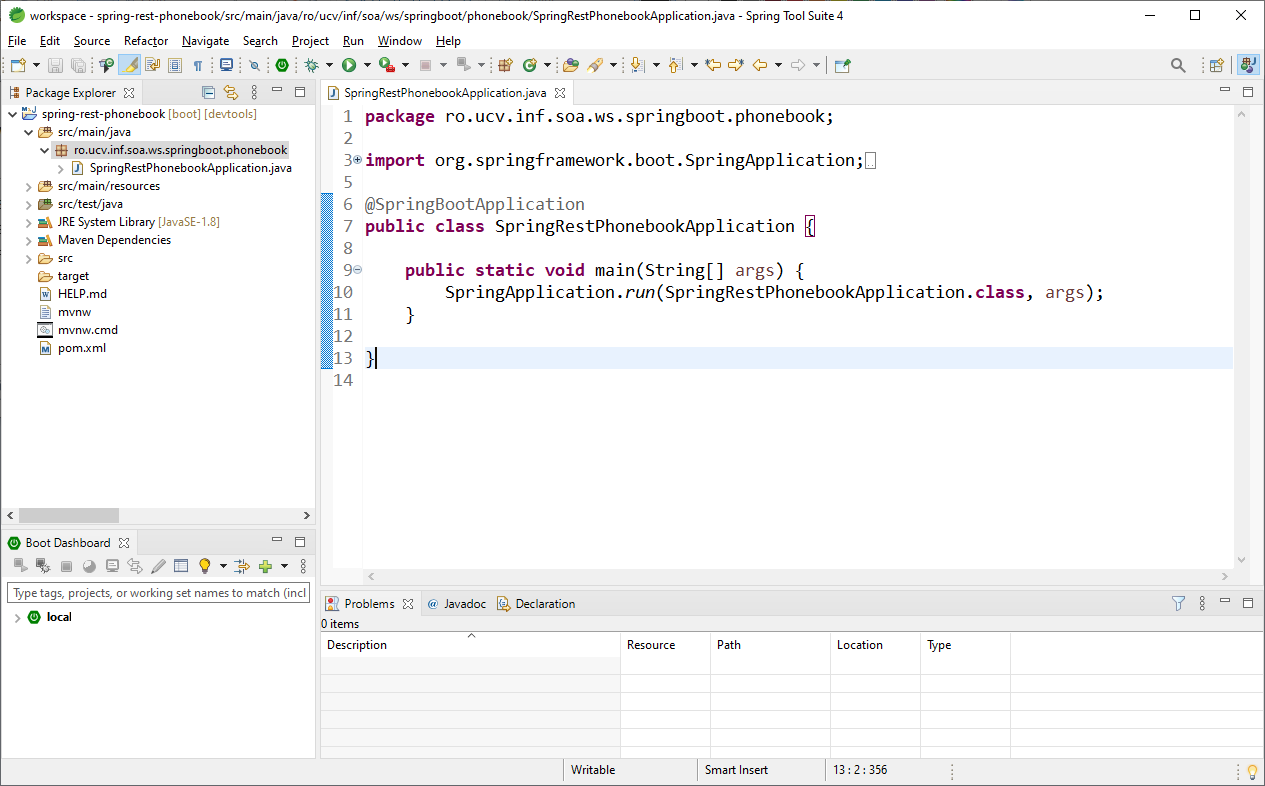 workspace - spring-rest-phonebook/src/main/java/ro/ucv/inf/soa/ws/springboot/phonebook/SpringRestPhonebookApplication.java - Spring Tool Suite 4
File Edit Source Refactor Navigate Search Project Run Window Help
Package Explorer
spring-rest-phonebook [boot] [devtools]
src/main/java
ro.ucv.inf.soa.ws.springboot.phonebook
SpringRestPhonebookApplication.java
src/main/resources
src/test/java
JRE System Library [JavaSE-1.8]
Maven Dependencies
src
target
HELP.md
mvnw
mvnw.cmd
pom.xml
Boot Dashboard
Type tags, projects, or working set names to match (incl
local
SpringRestPhonebookApplication.java
1 package ro.ucv.inf.soa.ws.springboot.phonebook;
2
3 import org.springframework.boot.SpringApplication;
5
6 @SpringBootApplication
7 public class SpringRestPhonebookApplication {
8
9 public static void main(String[] args) {
10 SpringApplication.run(SpringRestPhonebookApplication.class, args);
11 }
12
13 }
14
Problems @ Javadoc Declaration
0 items
Description Resource Path Location Type
Writable Smart Insert 13 : 2 : 356